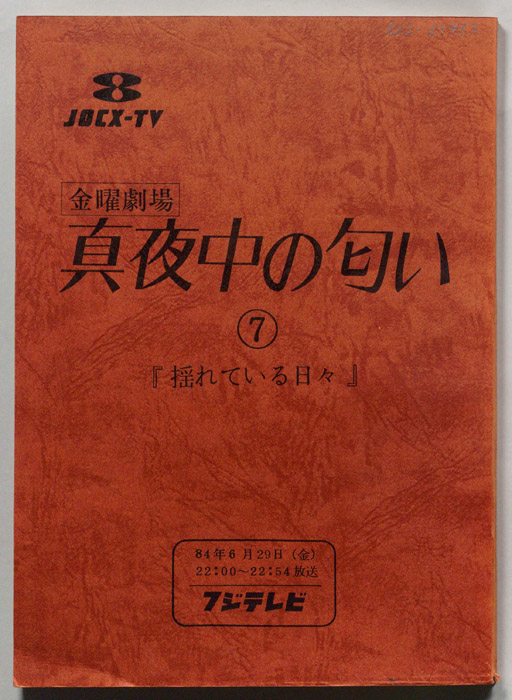 JOCX-TV
金曜劇場
真夜中の匂い
⑦
『揺れている日々』
84年6月29日(金)
22:00〜22:54放送
フジテレビ